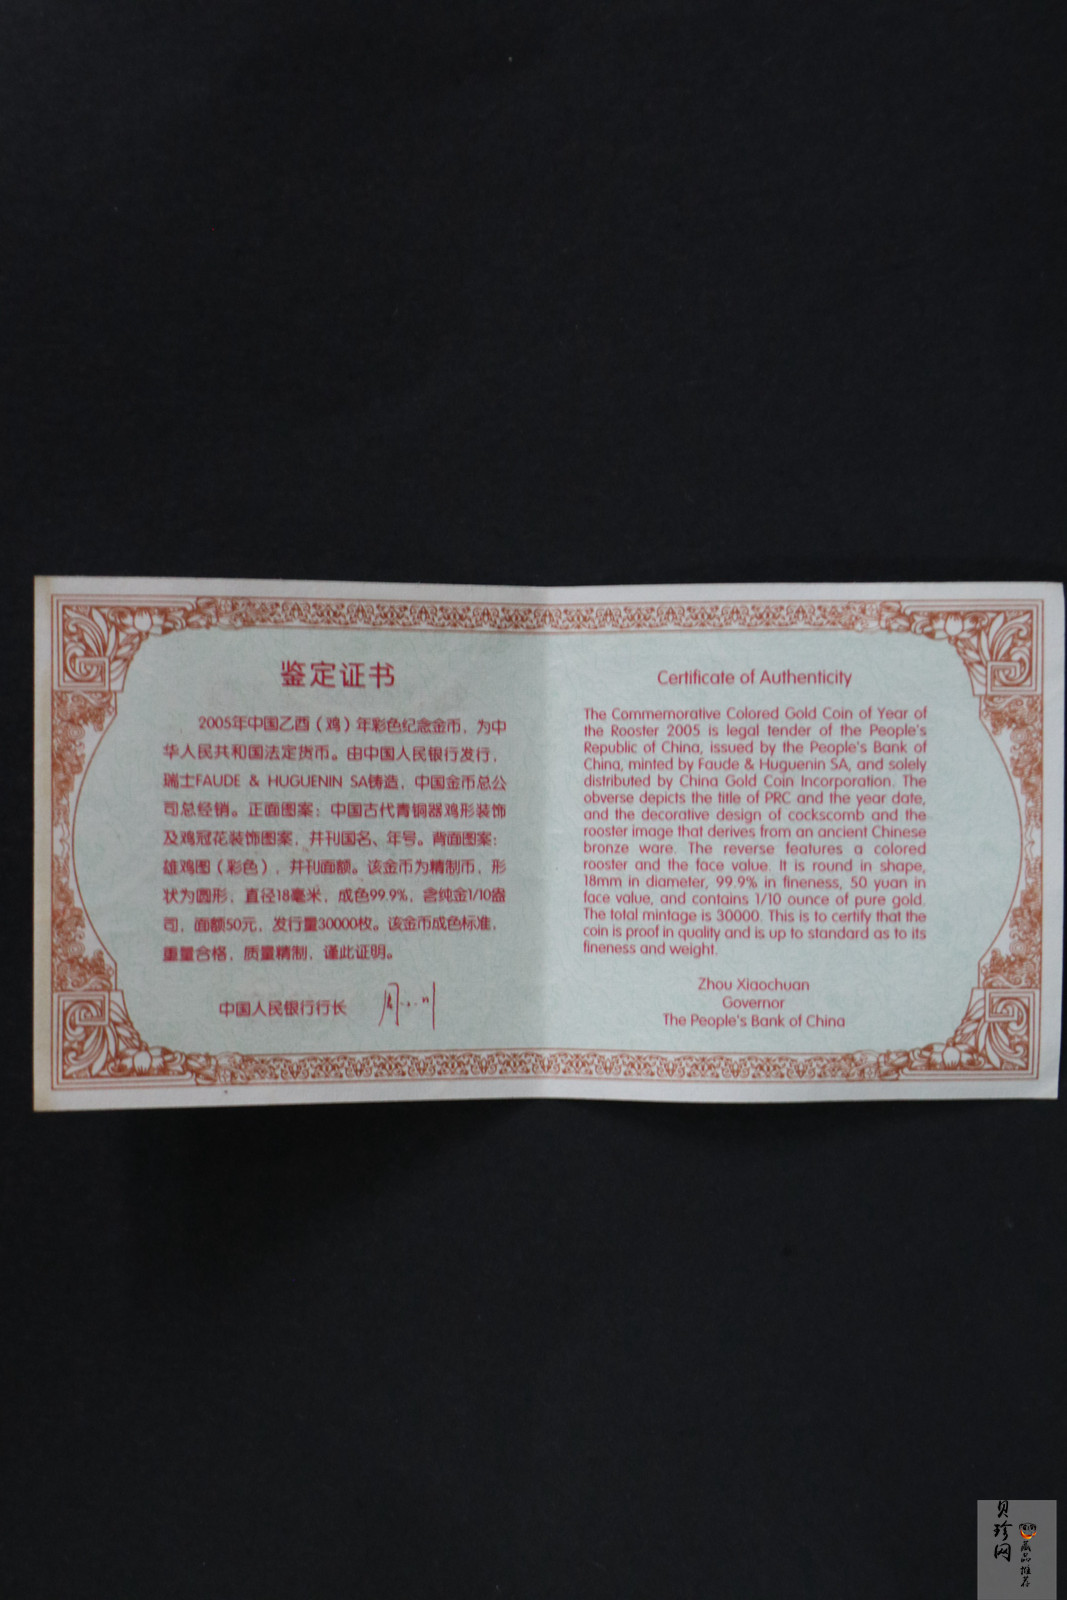 鉴定证书
2005年中国乙酉（鸡）年彩色纪念金币，为中
华人民共和国法定货币。由中国人民银行发行，
瑞士FAUDE & HUGUENIN SA铸造，中国金币总公
司总经销。正面图案：中国古代青铜器鸡形装饰
及鸡冠花装饰图案，并刊国名、年号。背面图案：
雄鸡图（彩色），并刊面额。该金币为精制币，形
状为圆形，直径18毫米，成色99.9%，含纯金1/10盎
司，面额50元，发行量30000枚。该金币成色标准，
重量合格，质量精制，谨此证明。
中国人民银行行长 周小川
Certificate of Authenticity
The Commemorative Colored Gold Coin of Year of
the Rooster 2005 is legal tender of the People's
Republic of China, issued by the People's Bank of
China, minted by Faude & Huguenin SA, and solely
distributed by China Gold Coin Incorporation. The
obverse depicts the title of PRC and the year date,
and the decorative design of cockscomb and the
rooster image that derives from an ancient Chinese
bronze ware. The reverse features a colored
rooster and the face value. It is round in shape,
18mm in diameter, 99.9% in fineness, 50 yuan in
face value, and contains 1/10 ounce of pure gold.
The total mintage is 30000. This is to certify that the
coin is proof in quality and is up to standard as to its
fineness and weight.
Zhou Xiaochuan
Governor
The People's Bank of China
贝珍网
藏品推荐